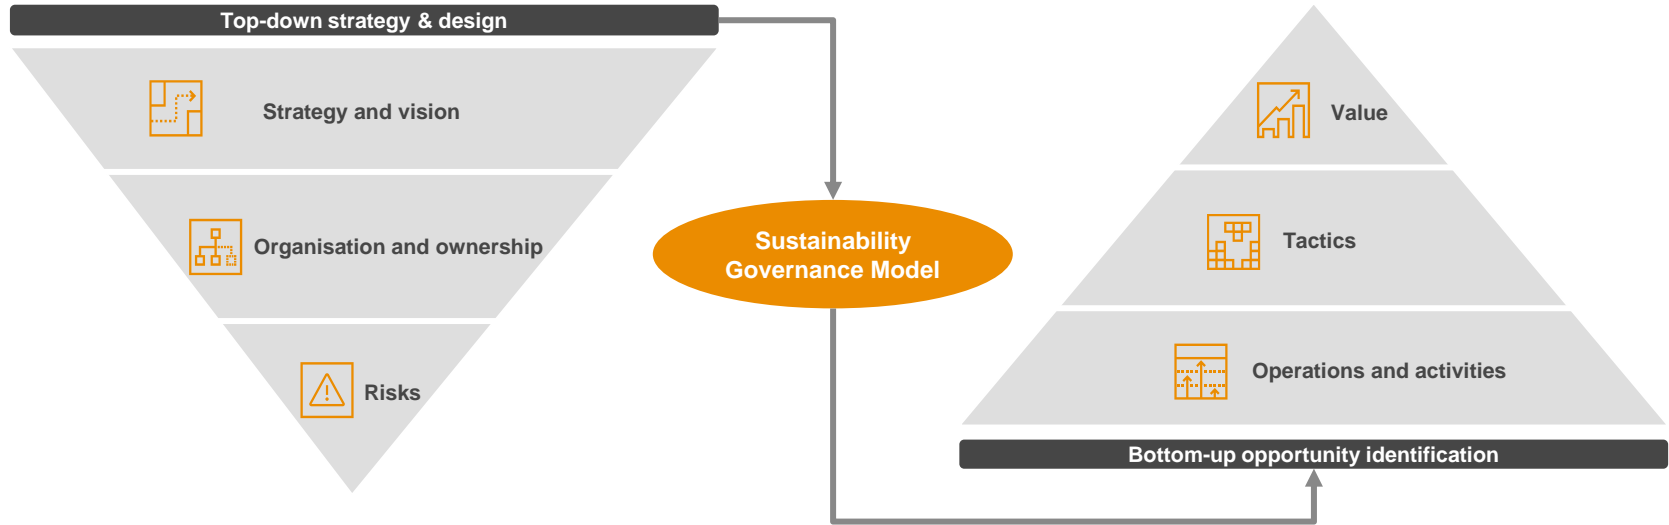 Top-down strategy & design
Strategy and vision
Organisation and ownership
Risks
Sustainability
Governance Model
Value
Tactics
Operations and activities
Bottom-up opportunity identification